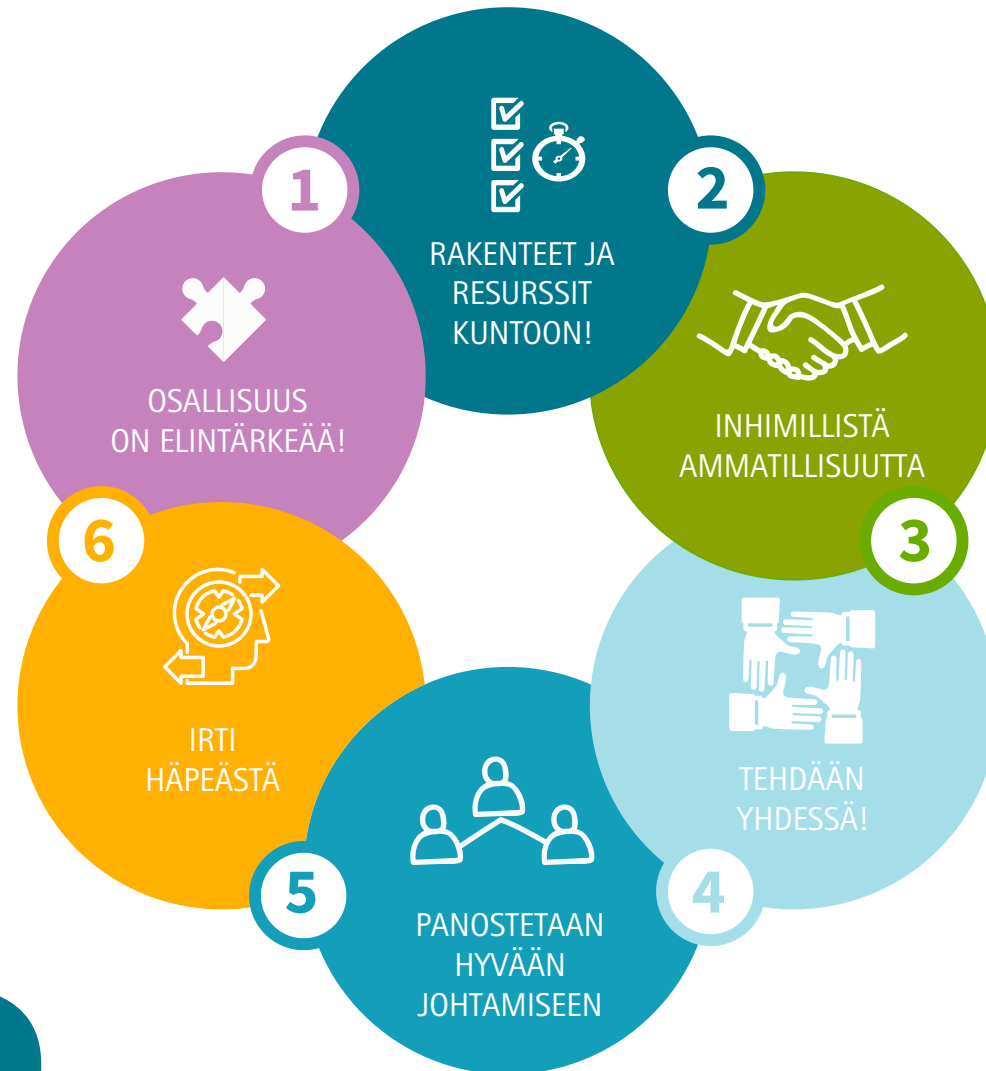 1
OSALLISUUS
ON ELINTÄRKEÄÄ!
2
RAKENTEET JA
RESURSSIT
KUNTOON!
3
INHIMILLISTÄ
AMMATILLISUUTTA
4
TEHDÄÄN
YHDESSÄ!
5
PANOSTETAAN
HYVÄÄN
JOHTAMISEEN
6
IRTI
HÄPEÄSTÄ